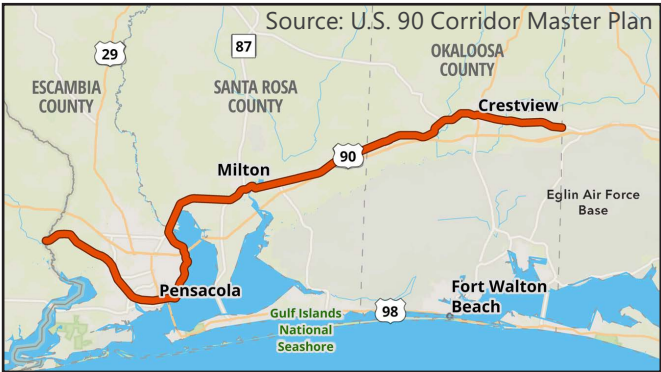 Source: U.S. 90 Corridor Master Plan
87
29
OKALOOSA
COUNTY
ESCAMBIA
COUNTY
SANTA ROSA
COUNTY
Crestview
90
Milton
Eglin Air Force
Base
Pensacola
Fort Walton
Beach
98
Gulf Islands
National
Seashore